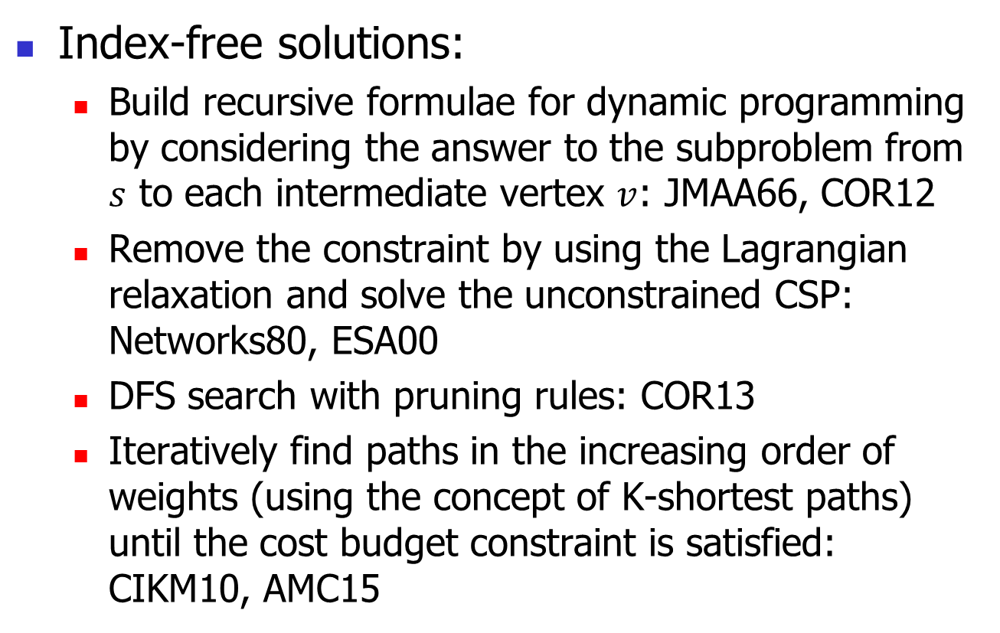 Index-free solutions:
Build recursive formulae for dynamic programming
by considering the answer to the subproblem from
s to each intermediate vertex v: JMAA66, COR12
Remove the constraint by using the Lagrangian
relaxation and solve the unconstrained CSP:
Networks80, ESA00
DFS search with pruning rules: COR13
Iteratively find paths in the increasing order of
weights (using the concept of K-shortest paths)
until the cost budget constraint is satisfied:
CIKM10, AMC15